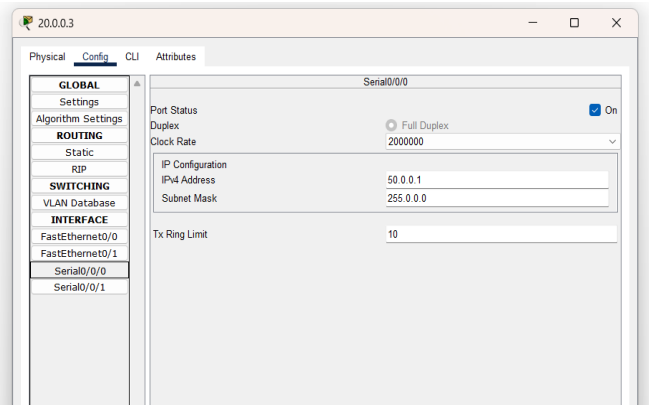 20.0.0.3
Physical Config CLI Attributes
GLOBAL
Settings
Algorithm Settings
ROUTING
Static
RIP
SWITCHING
VLAN Database
INTERFACE
FastEthernet0/0
FastEthernet0/1
Serial0/0/0
Serial0/0/1
Serial0/0/0
Port Status On
Duplex Full Duplex
Clock Rate 2000000
IP Configuration
IPv4 Address 50.0.0.1
Subnet Mask 255.0.0.0
Tx Ring Limit 10